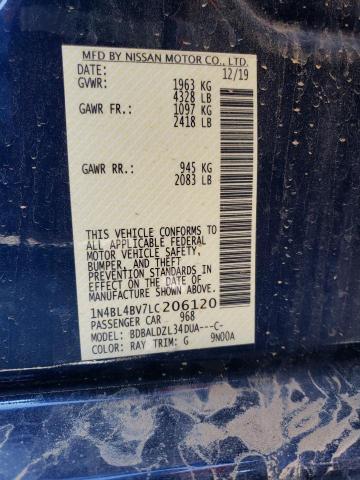 MFD BY NISSAN MOTOR CO., LTD.
DATE: 12/19
GVWR: 1963 KG
4328 LB
GAWR FR.: 1097 KG
2418 LB
GAWR RR.: 945 KG
2083 LB
THIS VEHICLE CONFORMS TO
ALL APPLICABLE FEDERAL
MOTOR VEHICLE SAFETY,
BUMPER, AND THEFT
PREVENTION STANDARDS IN
EFFECT ON THE DATE OF
MANUFACTURE SHOWN ABOVE.
1N4BL4BV7LC206120
PASSENGER CAR 968
MODEL: BDBALDZL34DUA---C-
COLOR: RAY TRIM: G 9N00A